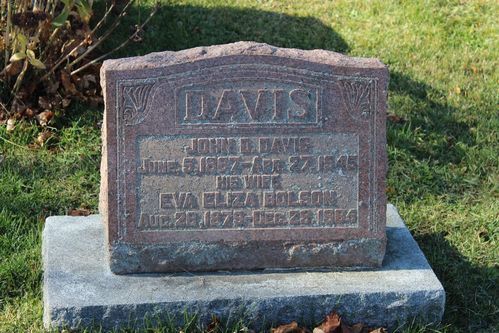 DAVIS
JOHN D. DAVIS
JUNE 5, 1867 - APR. 27, 1945
HIS WIFE
EVA ELIZA BOLSON
AUG. 28, 1878 - DEC. 29, 1964